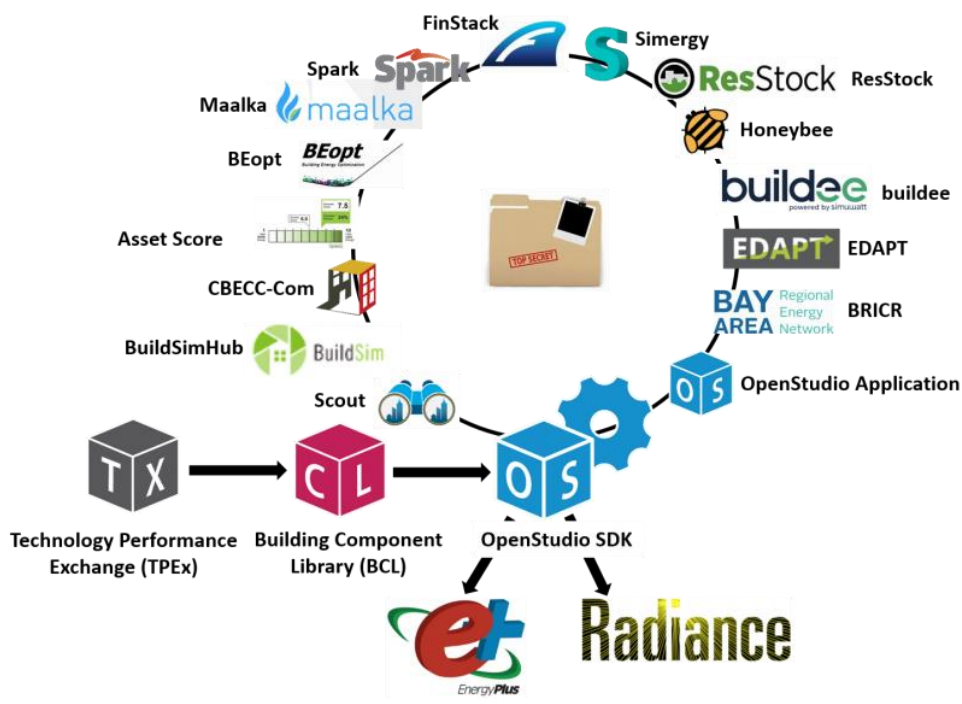 FinStack
Simergy
Spark
Spark
ResStock
ResStock
Maalka
maalka
Honeybee
BEopt
BEopt
Building Energy Optimization
buildee
powered by simuwatt
buildee
7.5
Asset Score
EDAPT
EDAPT
TOP SECRET
CBECC-Com
BAY
AREA
Regional
Energy
Network
BRICR
BuildSimHub
BuildSim
OS
OpenStudio Application
Scout
TX
CL
OS
Technology Performance
Exchange (TPEx)
Building Component
Library (BCL)
OpenStudio SDK
e+
EnergyPlus
Radiance